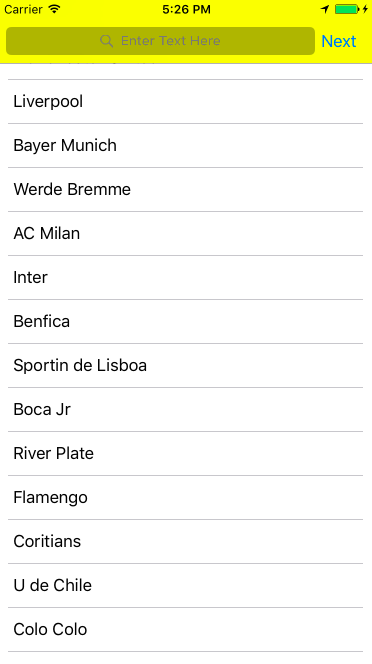 Carrier 5:26 PM
Enter Text Here Next
Liverpool
Bayer Munich
Werde Bremme
AC Milan
Inter
Benfica
Sportin de Lisboa
Boca Jr
River Plate
Flamengo
Coritians
U de Chile
Colo Colo